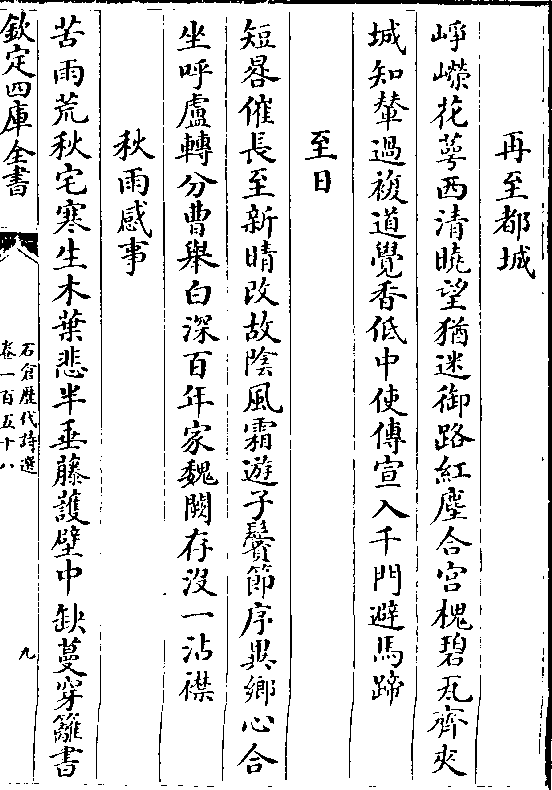 再至都城
崢嶸花萼西清曉望猶迷御路紅塵合宮槐碧瓦齊夾
城知輦過複道覺香低中使傳宣入千門避馬蹄
至日
短晷催長至新晴改故陰風霜遊子鬢節序異鄉心合
坐呼盧轉分曹舉白深百年家魏闕存沒一沾襟
秋雨感事
苦雨荒秋宅寒生木葉悲半垂藤護壁中缺蔓穿籬書
欽定四庫全書
石倉歷代詩選
卷一百五十八
九